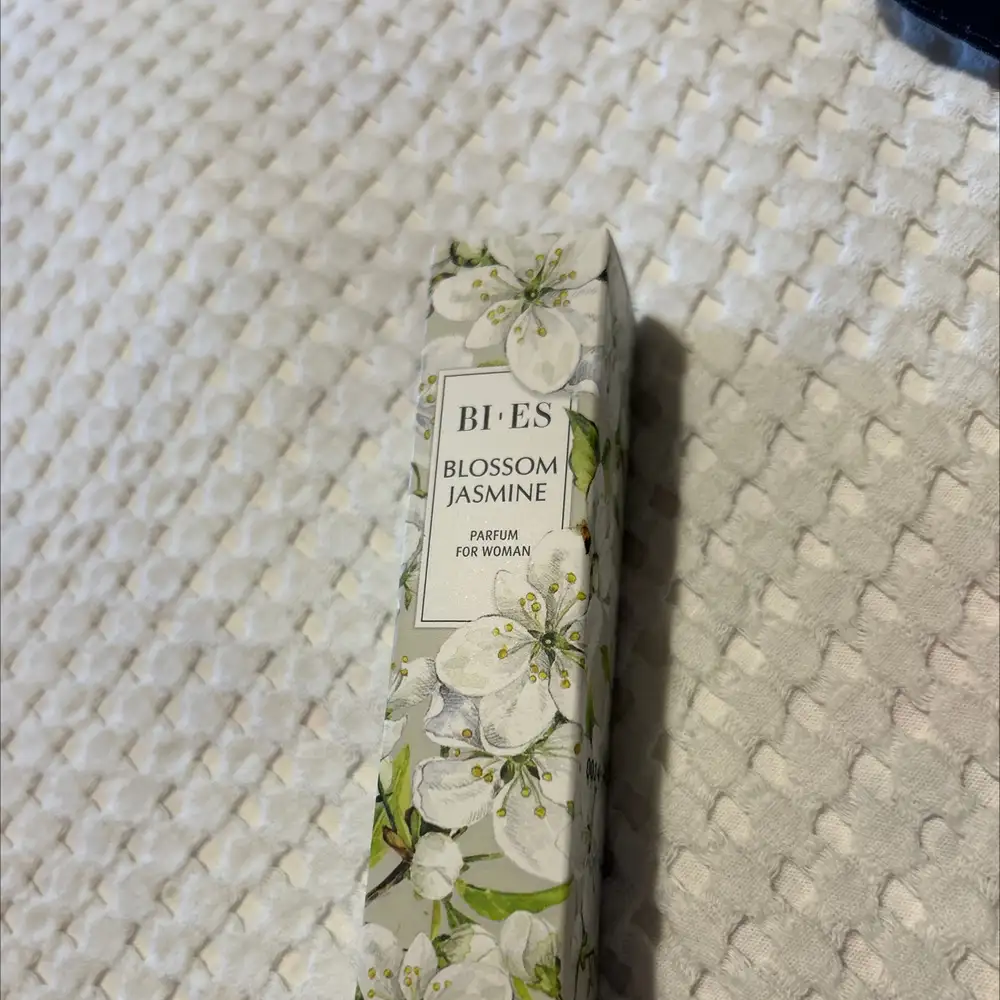 BI·ES
BLOSSOM
JASMINE
PARFUM
FOR WOMAN